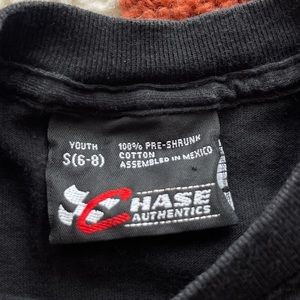 YOUTH
S(6-8)
100% PRE-SHRUNK
COTTON
ASSEMBLED IN MEXICO
CHASE
AUTHENTICS